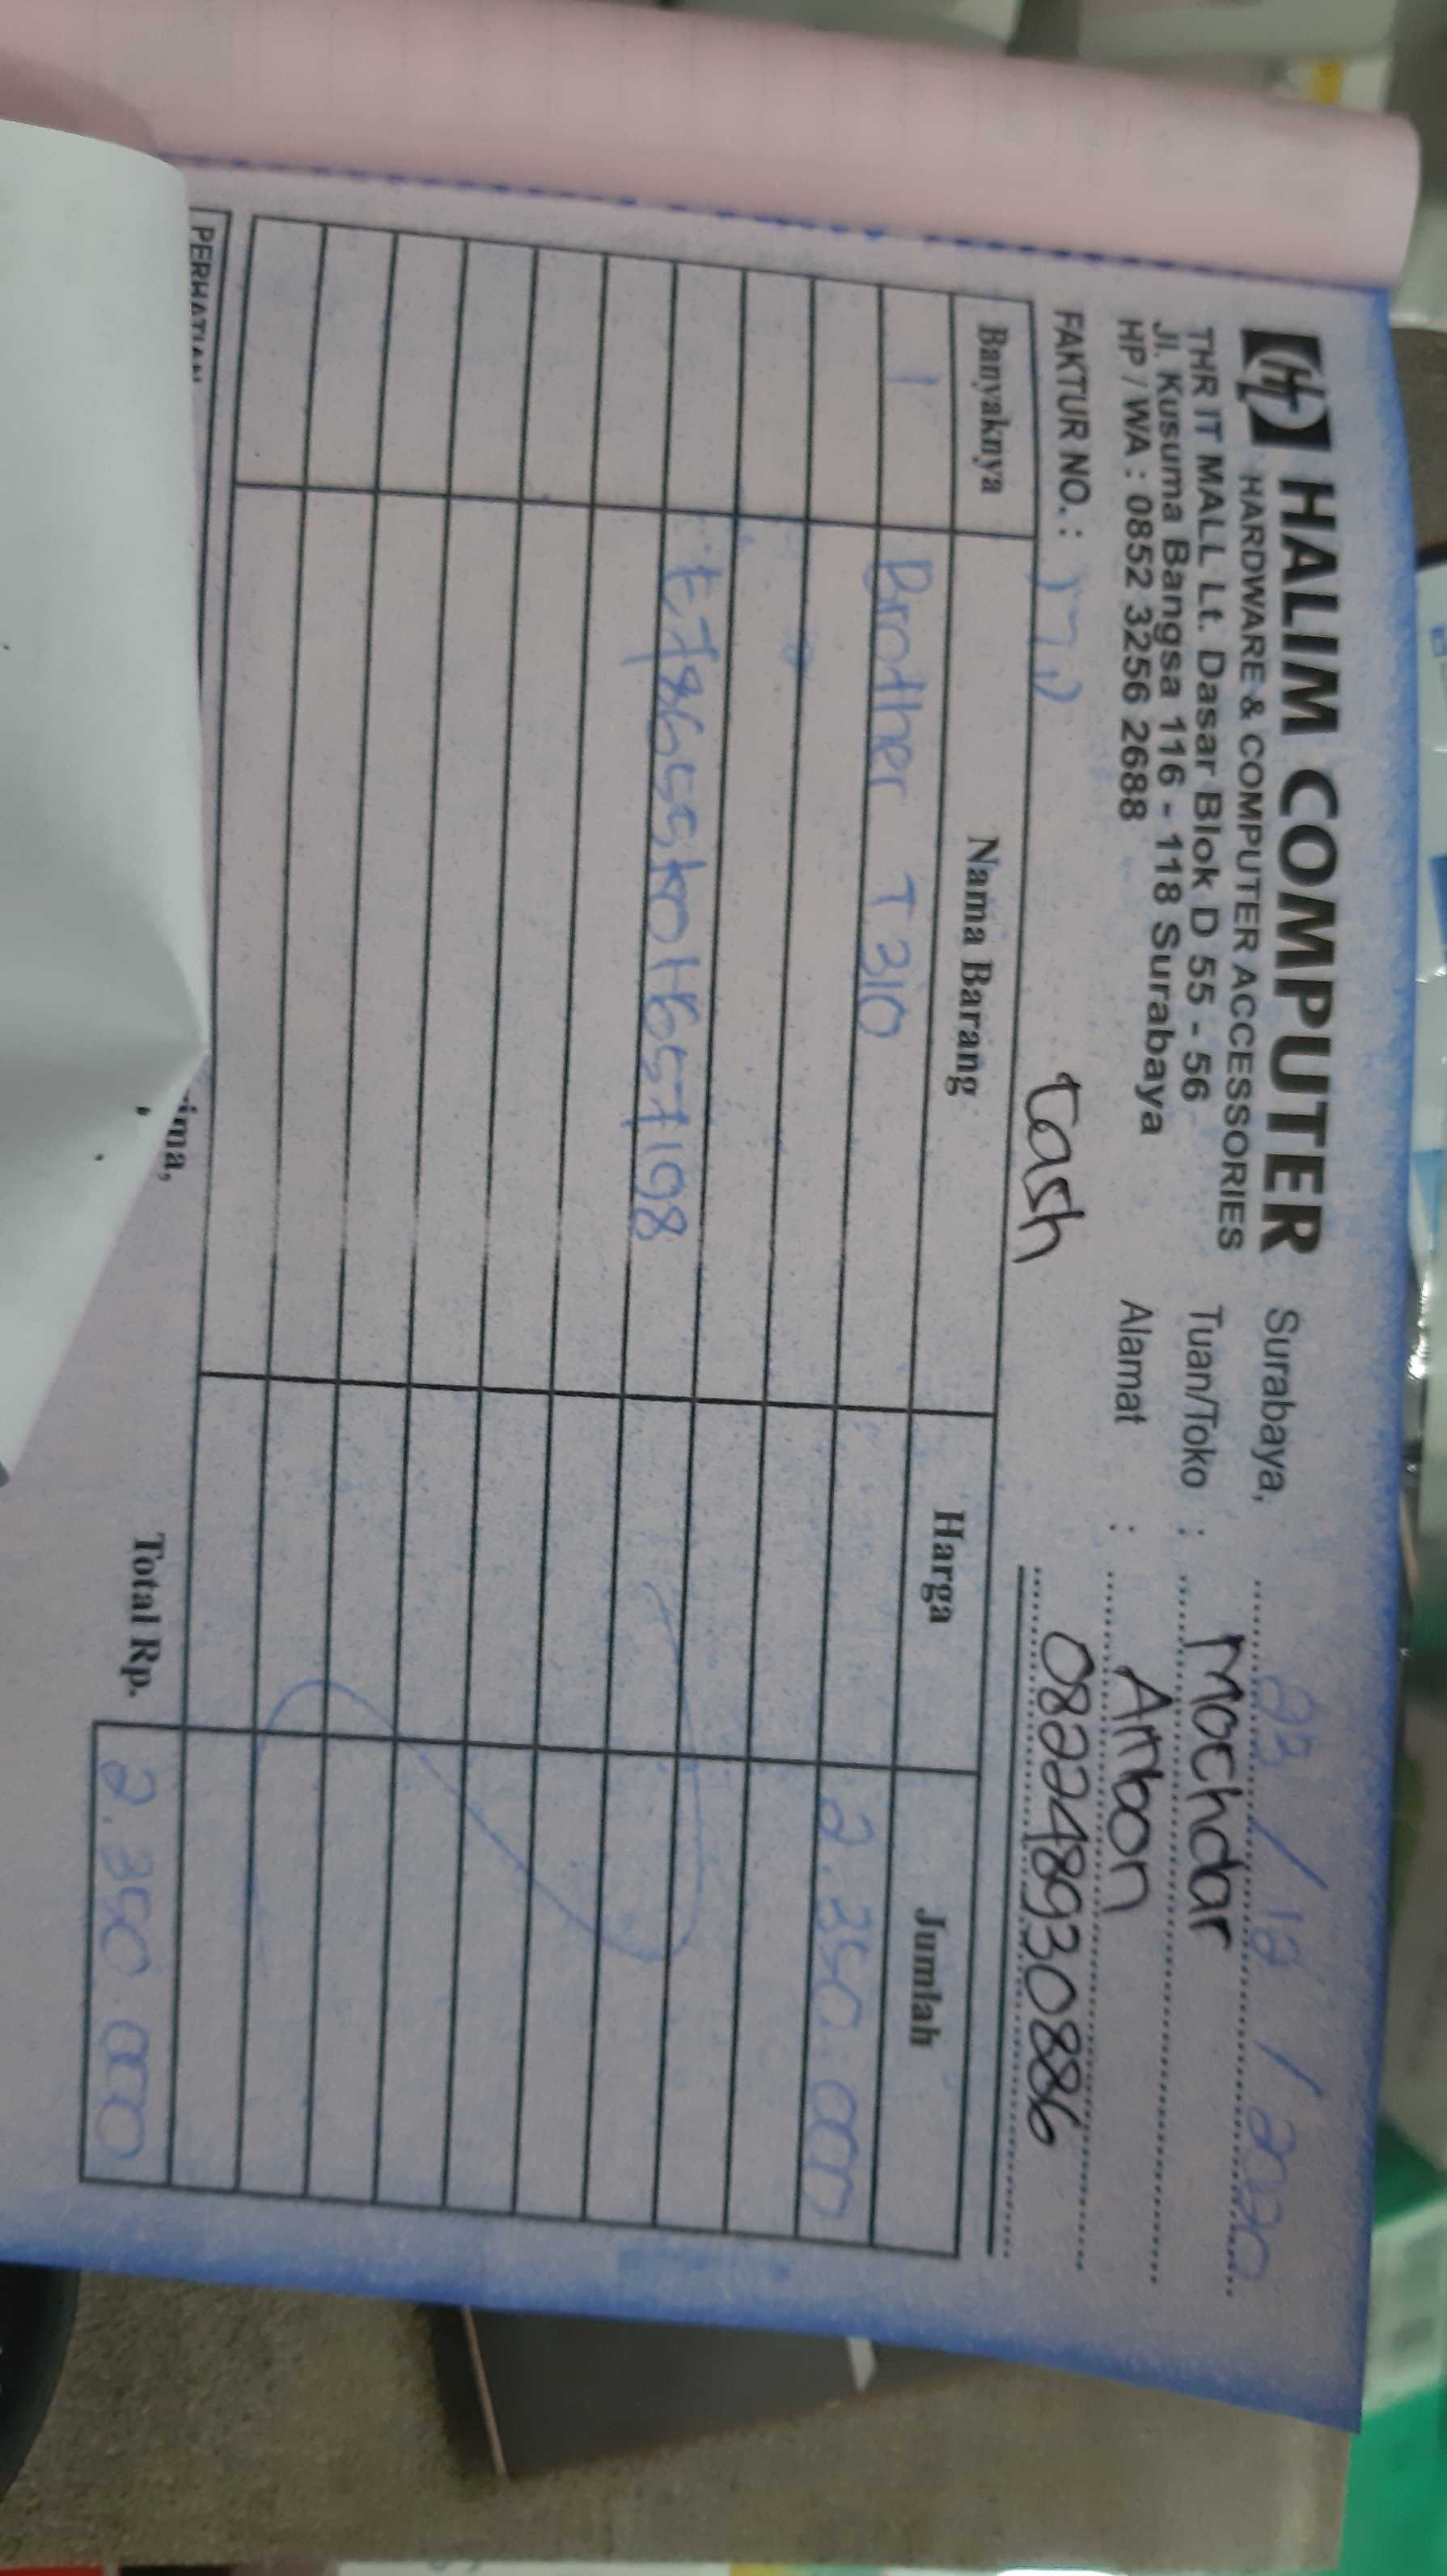 HALIM COMPUTER
HARDWARE & COMPUTER ACCESSORIES
THR IT MALL Lt. Dasar Blok D 55 - 56
Jl. Kusuma Bangsa 116 - 118 Surabaya
HP / WA : 0852 3256 2688
Surabaya, 23 / 12 / 2020
Tuan/Toko : Mochdar
Alamat : Ambon
082248930886
FAKTUR NO. :
Cash
Banyaknya Nama Barang Harga Jumlah
1 Brother T310 2.350.000
Total Rp. 2.350.000
PERHATIAN